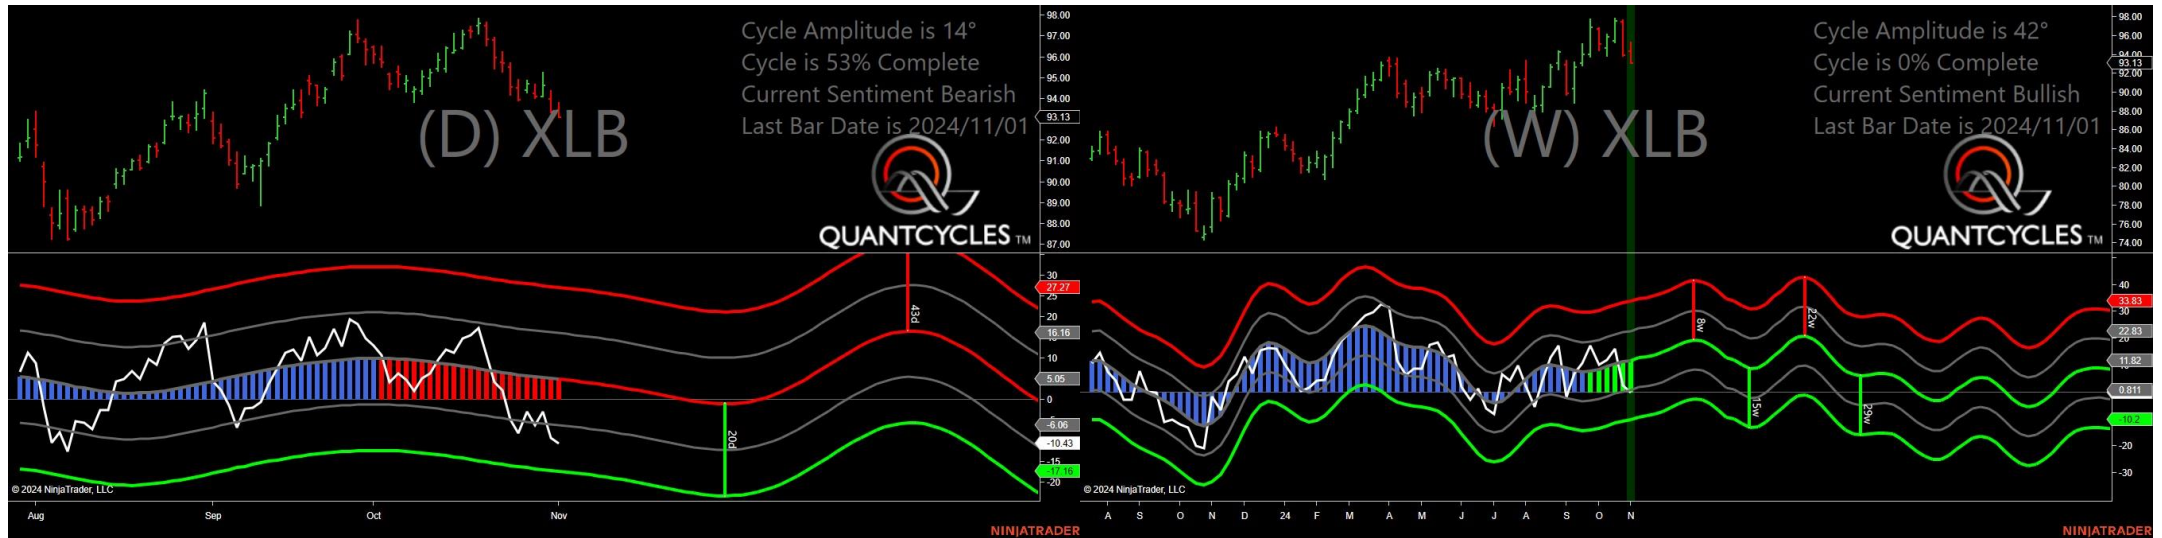 Cycle Amplitude is 14°
Cycle is 53% Complete
Current Sentiment Bearish
Last Bar Date is 2024/11/01
(D) XLB
QUANTCYCLES TM
98.00
97.00
96.00
95.00
94.00
93.13
92.00
91.00
90.00
89.00
88.00
87.00
30
27.27
25
20
16.16
10
5.05
0
-6.06
-10.43
-15
-17.16
-20
43d
20d
© 2024 NinjaTrader, LLC
Aug Sep Oct Nov
NINJATRADER
Cycle Amplitude is 42°
Cycle is 0% Complete
Current Sentiment Bullish
Last Bar Date is 2024/11/01
(W) XLB
QUANTCYCLES TM
98.00
96.00
94.00
93.13
92.00
90.00
88.00
86.00
84.00
82.00
80.00
78.00
76.00
74.00
40
33.83
30
22.83
20
11.82
0.811
-10.2
-20
-30
8w
22w
15w
29w
© 2024 NinjaTrader, LLC
A S O N D 24 F M A M J J A S O N
NINJATRADER